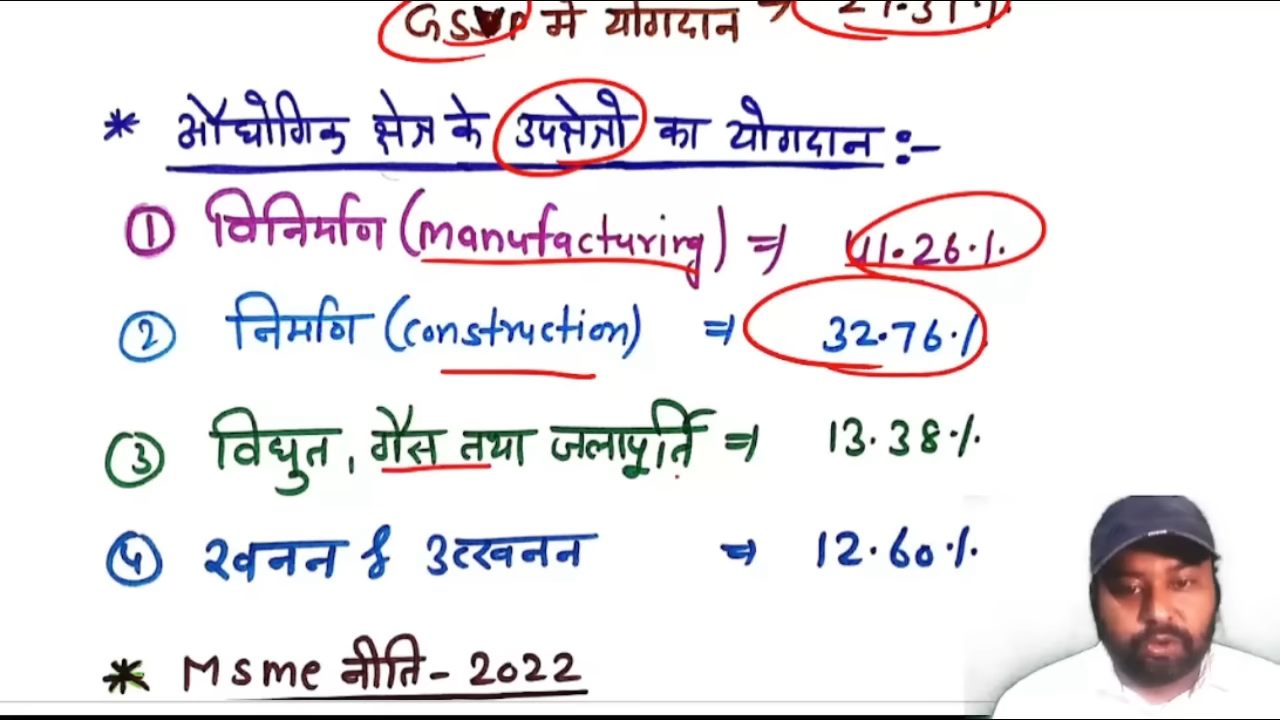 GSVP में योगदान →
* औद्योगिक क्षेत्र के उपक्षेत्रो का योगदान :-
① विनिर्माण (manufacturing) ⇒ 41.26%
② निर्माण (construction) ⇒ 32.76%
③ विद्युत, गैस तथा जलापूर्ति ⇒ 13.38%
④ खनन & उत्खनन ⇒ 12.60%
* Msme नीति - 2022